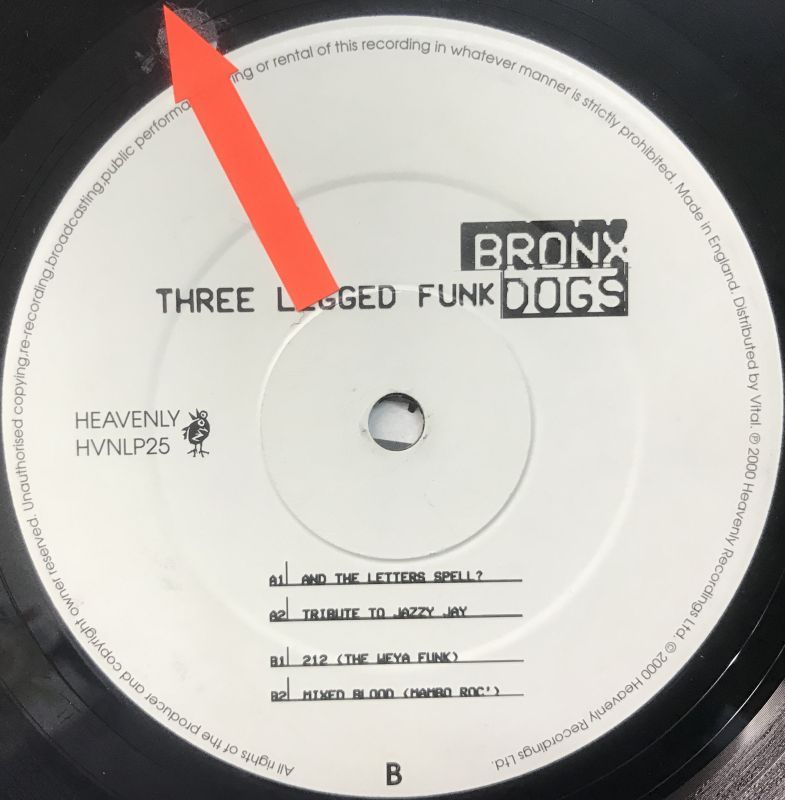 All rights of the producer and copyright owner reserved. Unauthorised copying,re-recording,broadcasting,public performa ing or rental of this recording in whatever manner is strictly prohibited. Made in England. Distributed by Vital. ℗ 2000 Heavenly Recordings Ltd. © 2000 Heavenly Recordings Ltd.
BRONX
THREE LEGGED FUNK DOGS
HEAVENLY
HVNLP25
A1 AND THE LETTERS SPELL?
A2 TRIBUTE TO JAZZY JAY
B1 212 (THE WEYA FUNK)
B2 MIXED BLOOD (MAMBO ROC')
B